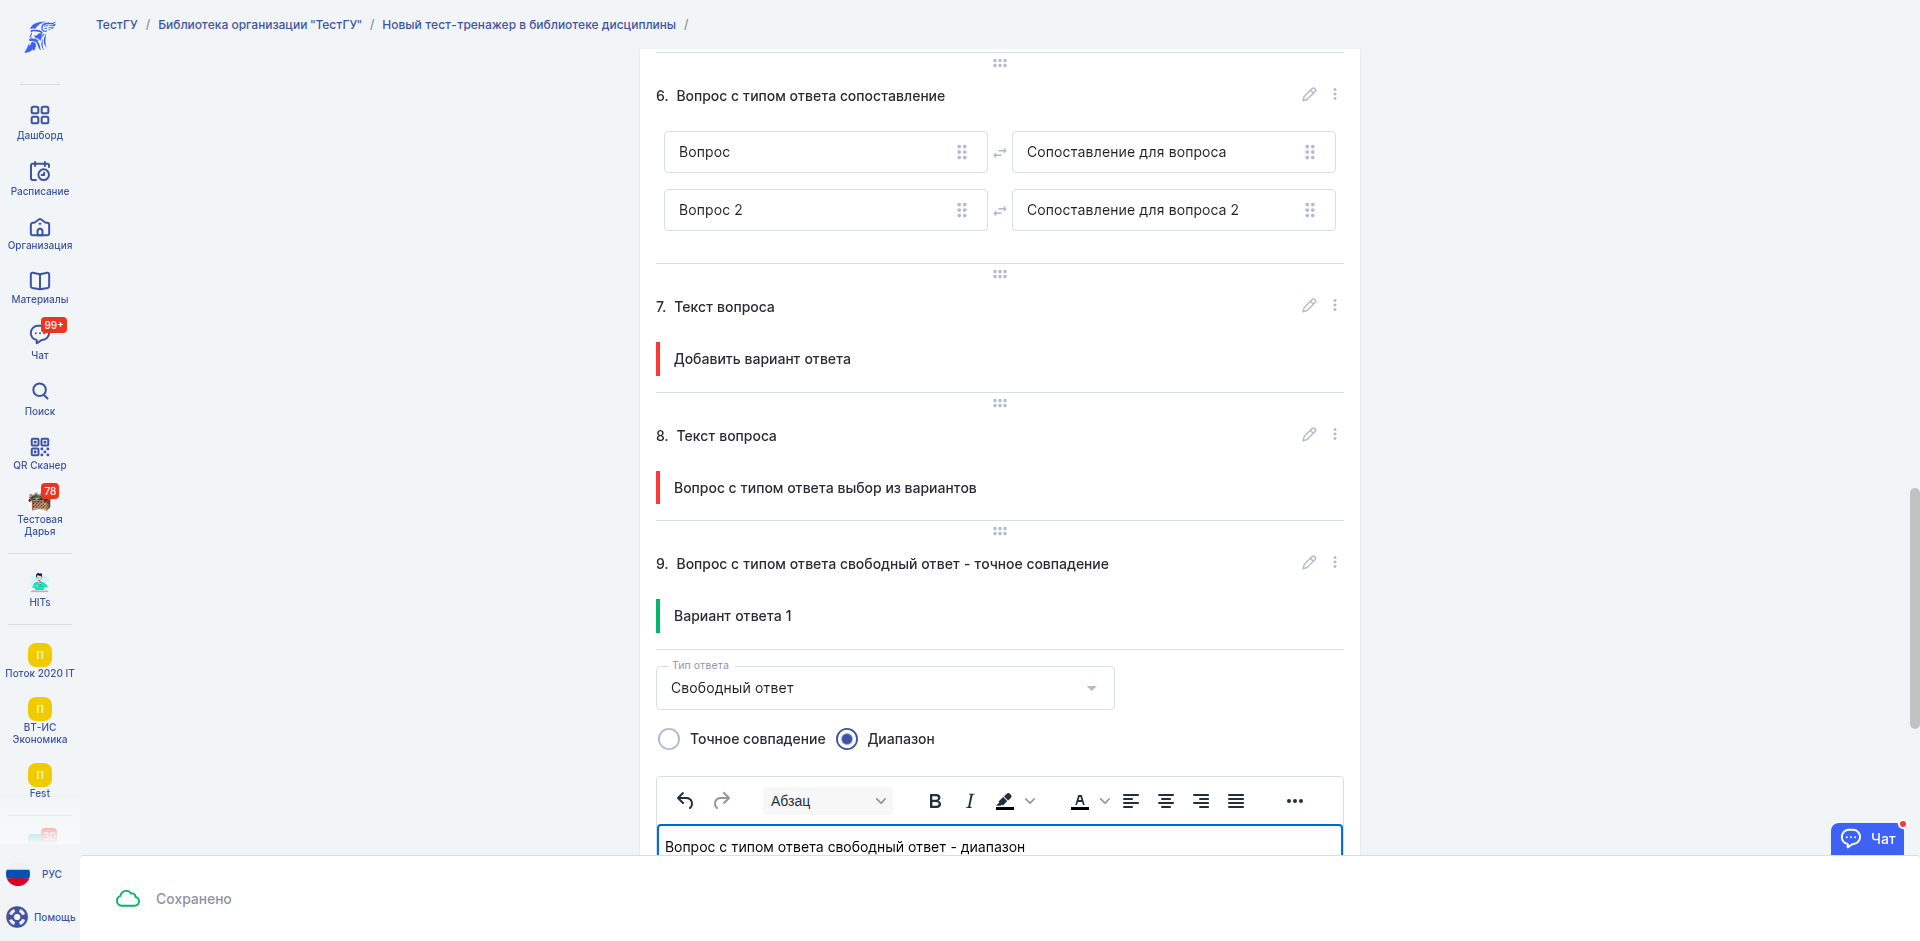 ТестГУ / Библиотека организации "ТестГУ" / Новый тест-тренажер в библиотеке дисциплины /
Дашборд
Расписание
Организация
Материалы
99+
Чат
Поиск
QR Сканер
78
Тестовая
Дарья
HITs
П
Поток 2020 IT
П
ВТ-ИС
Экономика
П
Fest
30
РУС
Помощь
6. Вопрос с типом ответа сопоставление
Вопрос
Сопоставление для вопроса
Вопрос 2
Сопоставление для вопроса 2
7. Текст вопроса
Добавить вариант ответа
8. Текст вопроса
Вопрос с типом ответа выбор из вариантов
9. Вопрос с типом ответа свободный ответ - точное совпадение
Вариант ответа 1
Тип ответа
Свободный ответ
Точное совпадение
Диапазон
Абзац
B
I
A
Вопрос с типом ответа свободный ответ - диапазон
Чат
Сохранено